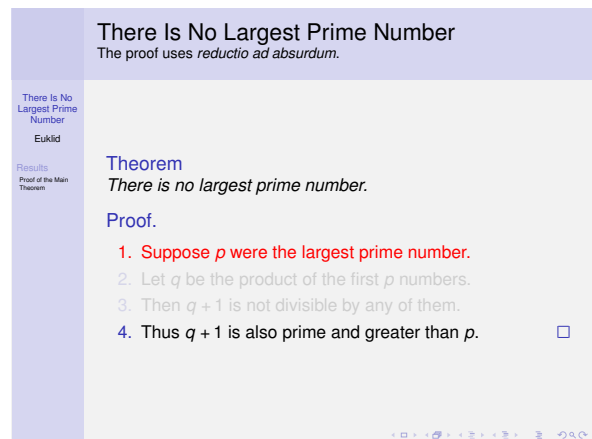 There Is No Largest Prime Number
The proof uses reductio ad absurdum.
There Is No
Largest Prime
Number
Euklid
Results
Proof of the Main
Theorem
Theorem
There is no largest prime number.
Proof.
1. Suppose p were the largest prime number.
2. Let q be the product of the first p numbers.
3. Then q + 1 is not divisible by any of them.
4. Thus q + 1 is also prime and greater than p.